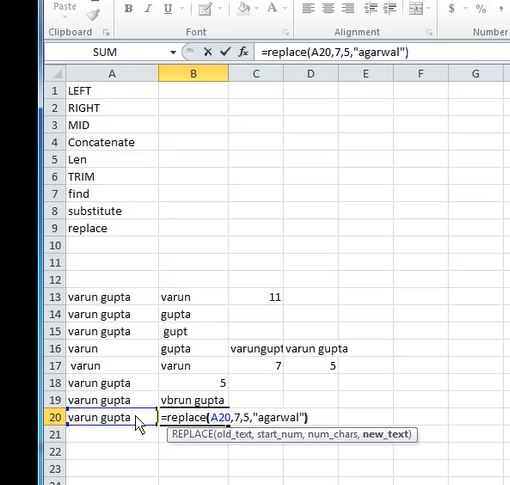 Paste
B I U
$ % ,
Clipboard Font Alignment Number
SUM fx =replace(A20,7,5,"agarwal")
A B C D E F G
1 LEFT
2 RIGHT
3 MID
4 Concatenate
5 Len
6 TRIM
7 find
8 substitute
9 replace
10
11
12
13 varun gupta varun 11
14 varun gupta gupta
15 varun gupta gupt
16 varun gupta varungupt varun gupta
17 varun varun 7 5
18 varun gupta 5
19 varun gupta vbrun gupta
20 varun gupta =replace(A20,7,5,"agarwal")
21 REPLACE(old_text, start_num, num_chars, new_text)
22
23